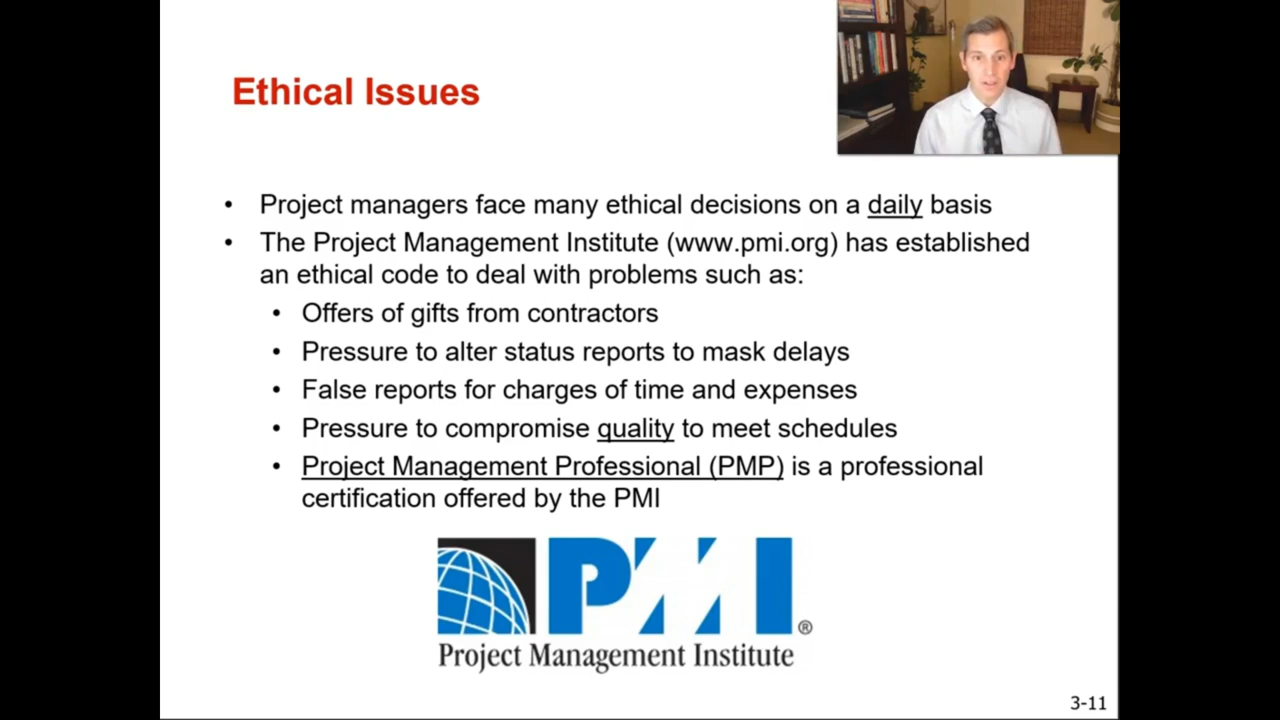 Ethical Issues
• Project managers face many ethical decisions on a daily basis
• The Project Management Institute (www.pmi.org) has established
an ethical code to deal with problems such as:
• Offers of gifts from contractors
• Pressure to alter status reports to mask delays
• False reports for charges of time and expenses
• Pressure to compromise quality to meet schedules
• Project Management Professional (PMP) is a professional
certification offered by the PMI
PMI®
Project Management Institute
3-11